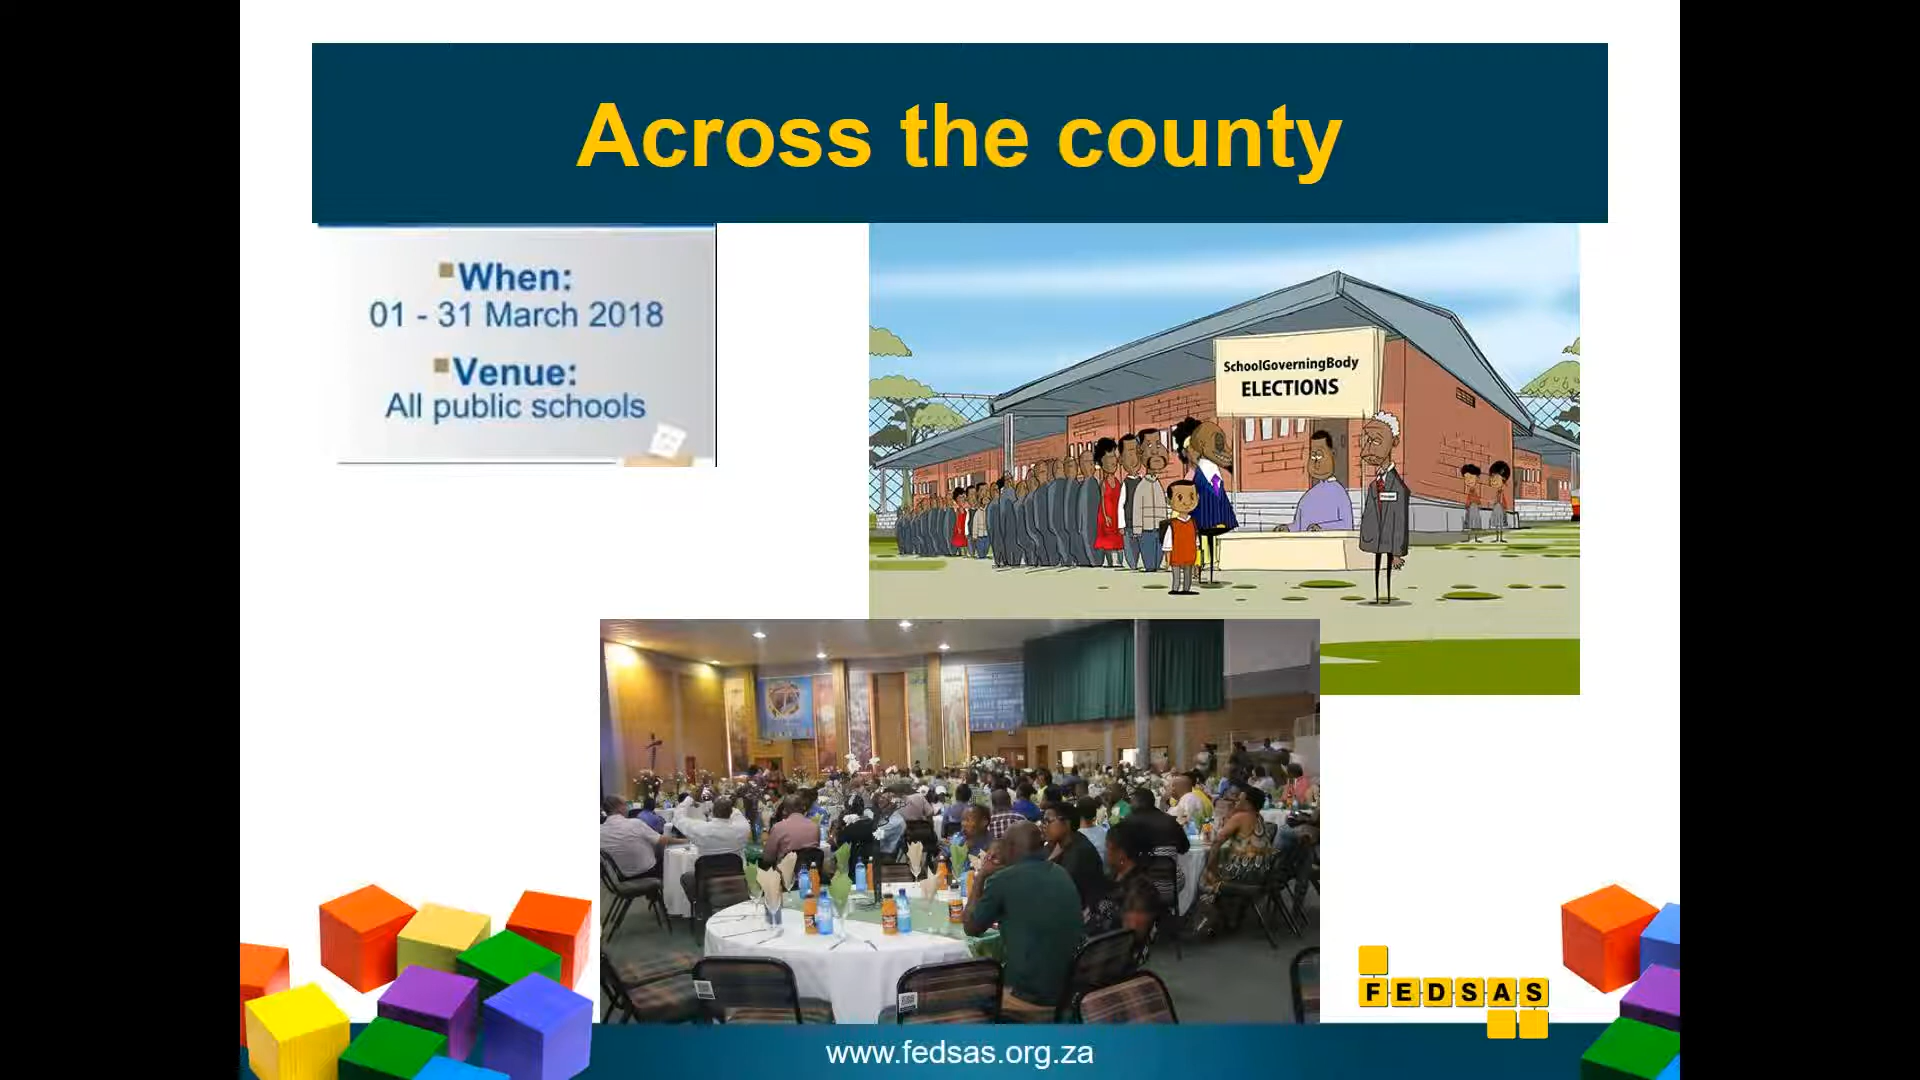 Across the county
When:
01 - 31 March 2018
Venue:
All public schools
SchoolGoverningBody
ELECTIONS
FEDSAS
www.fedsas.org.za